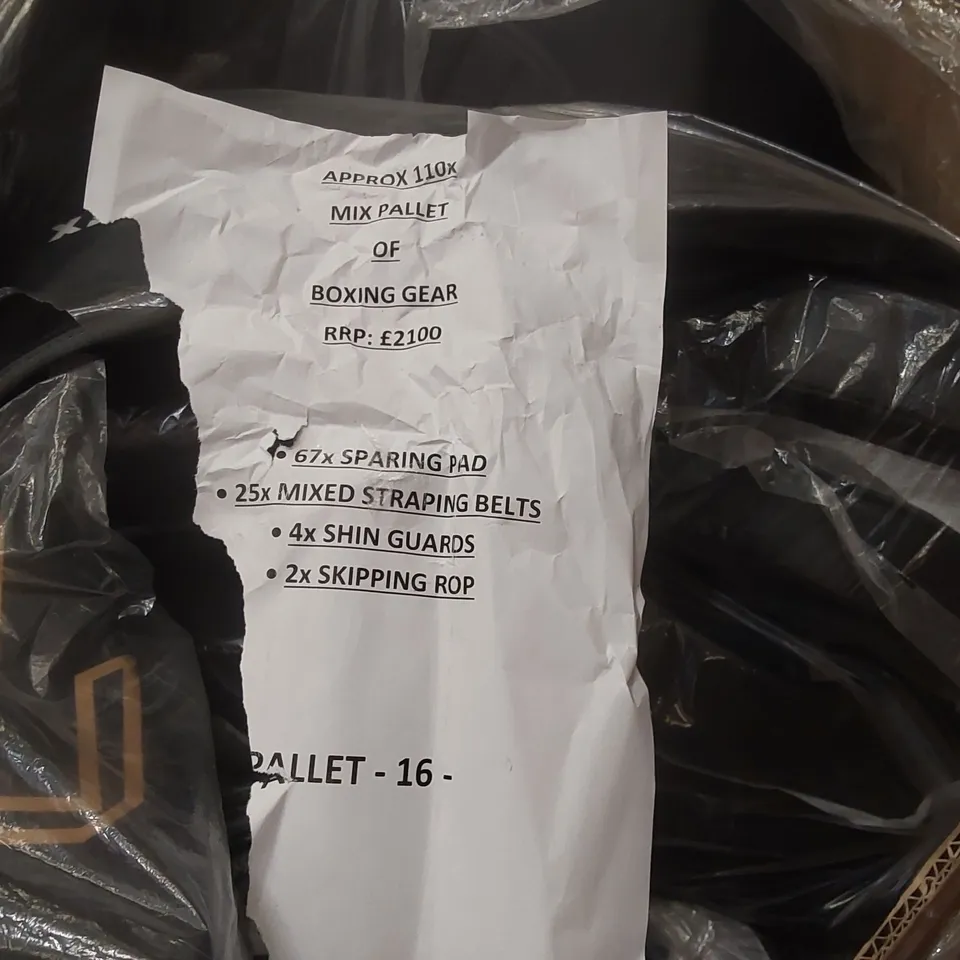 APPROX 110x
MIX PALLET
OF
BOXING GEAR
RRP: £2100
• 67x SPARING PAD
• 25x MIXED STRAPING BELTS
• 4x SHIN GUARDS
• 2x SKIPPING ROP
PALLET - 16 -